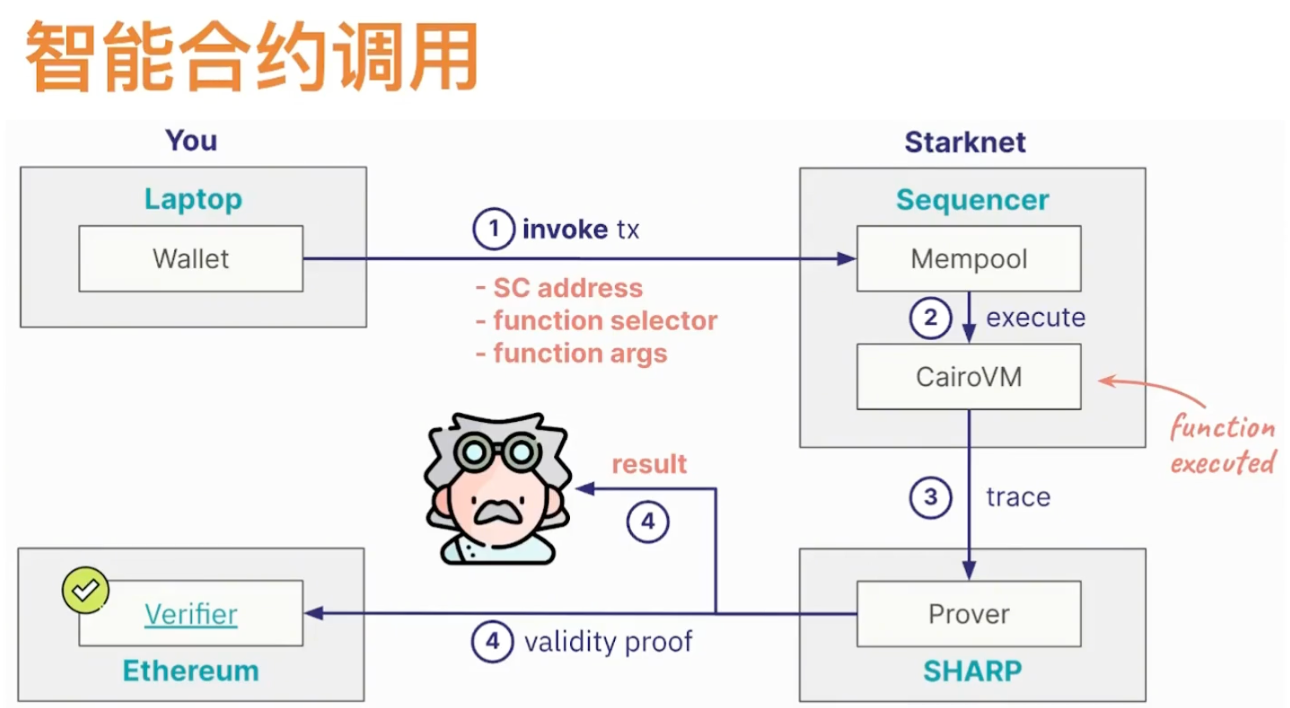 智能合约调用
You
Starknet
Laptop
Sequencer
Wallet
1 invoke tx
Mempool
- SC address
- function selector
- function args
2 execute
CairoVM
function
executed
result
4
3 trace
Verifier
Ethereum
4 validity proof
Prover
SHARP